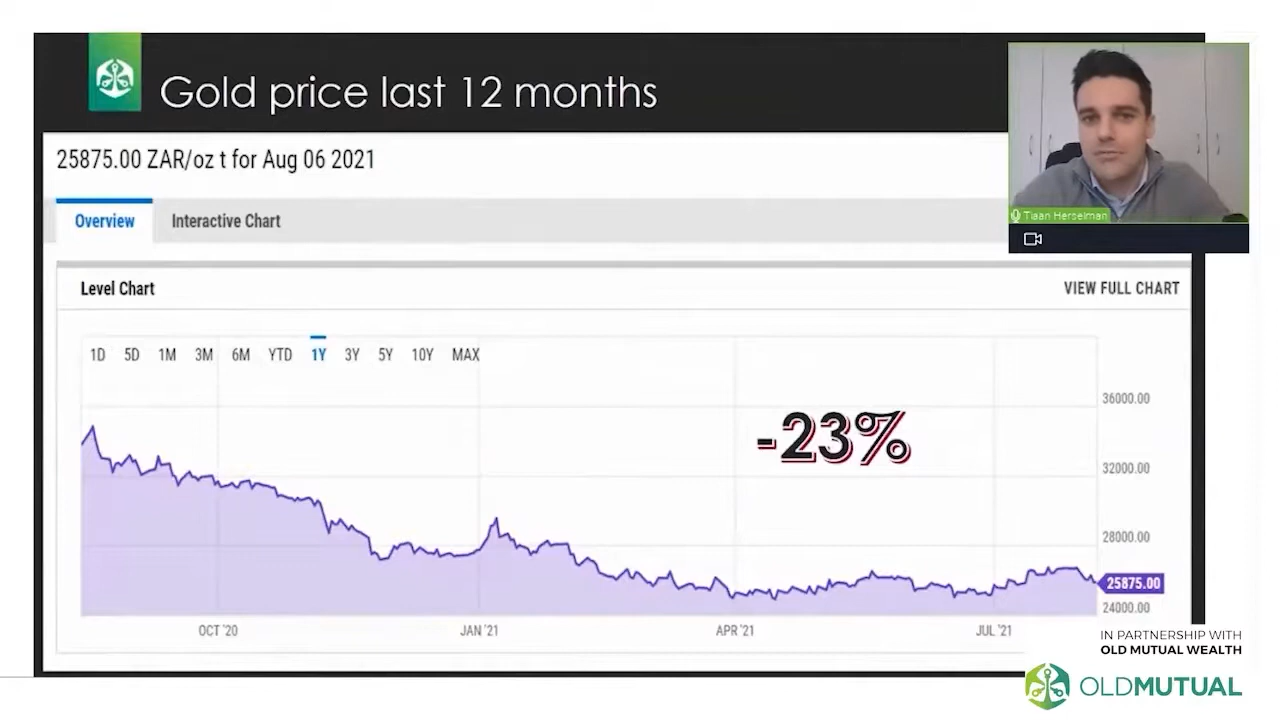 Gold price last 12 months
Tiaan Herselman
25875.00 ZAR/oz t for Aug 06 2021
Overview
Interactive Chart
Level Chart
VIEW FULL CHART
1D 5D 1M 3M 6M YTD 1Y 3Y 5Y 10Y MAX
36000.00
-23%
32000.00
28000.00
25875.00
24000.00
OCT '20
JAN '21
APR '21
JUL '21
IN PARTNERSHIP WITH
OLD MUTUAL WEALTH
OLDMUTUAL